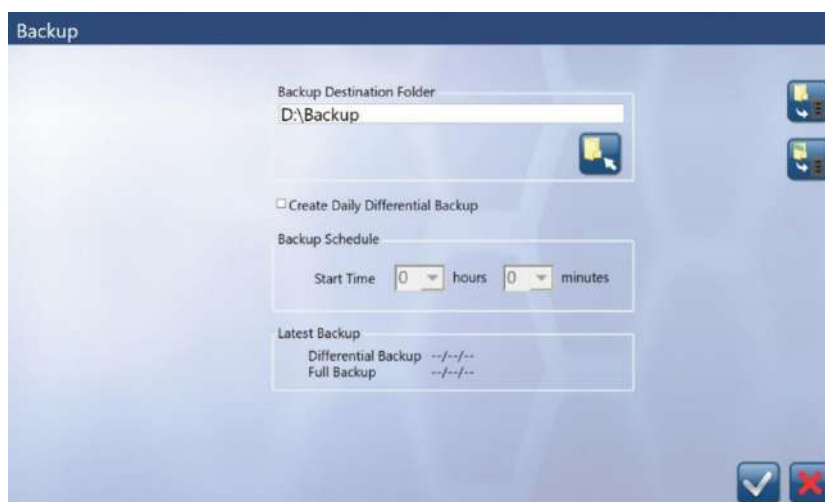 Backup
Backup Destination Folder
D:\Backup
Create Daily Differential Backup
Backup Schedule
Start Time 0 hours 0 minutes
Latest Backup
Differential Backup --/--/--
Full Backup --/--/--